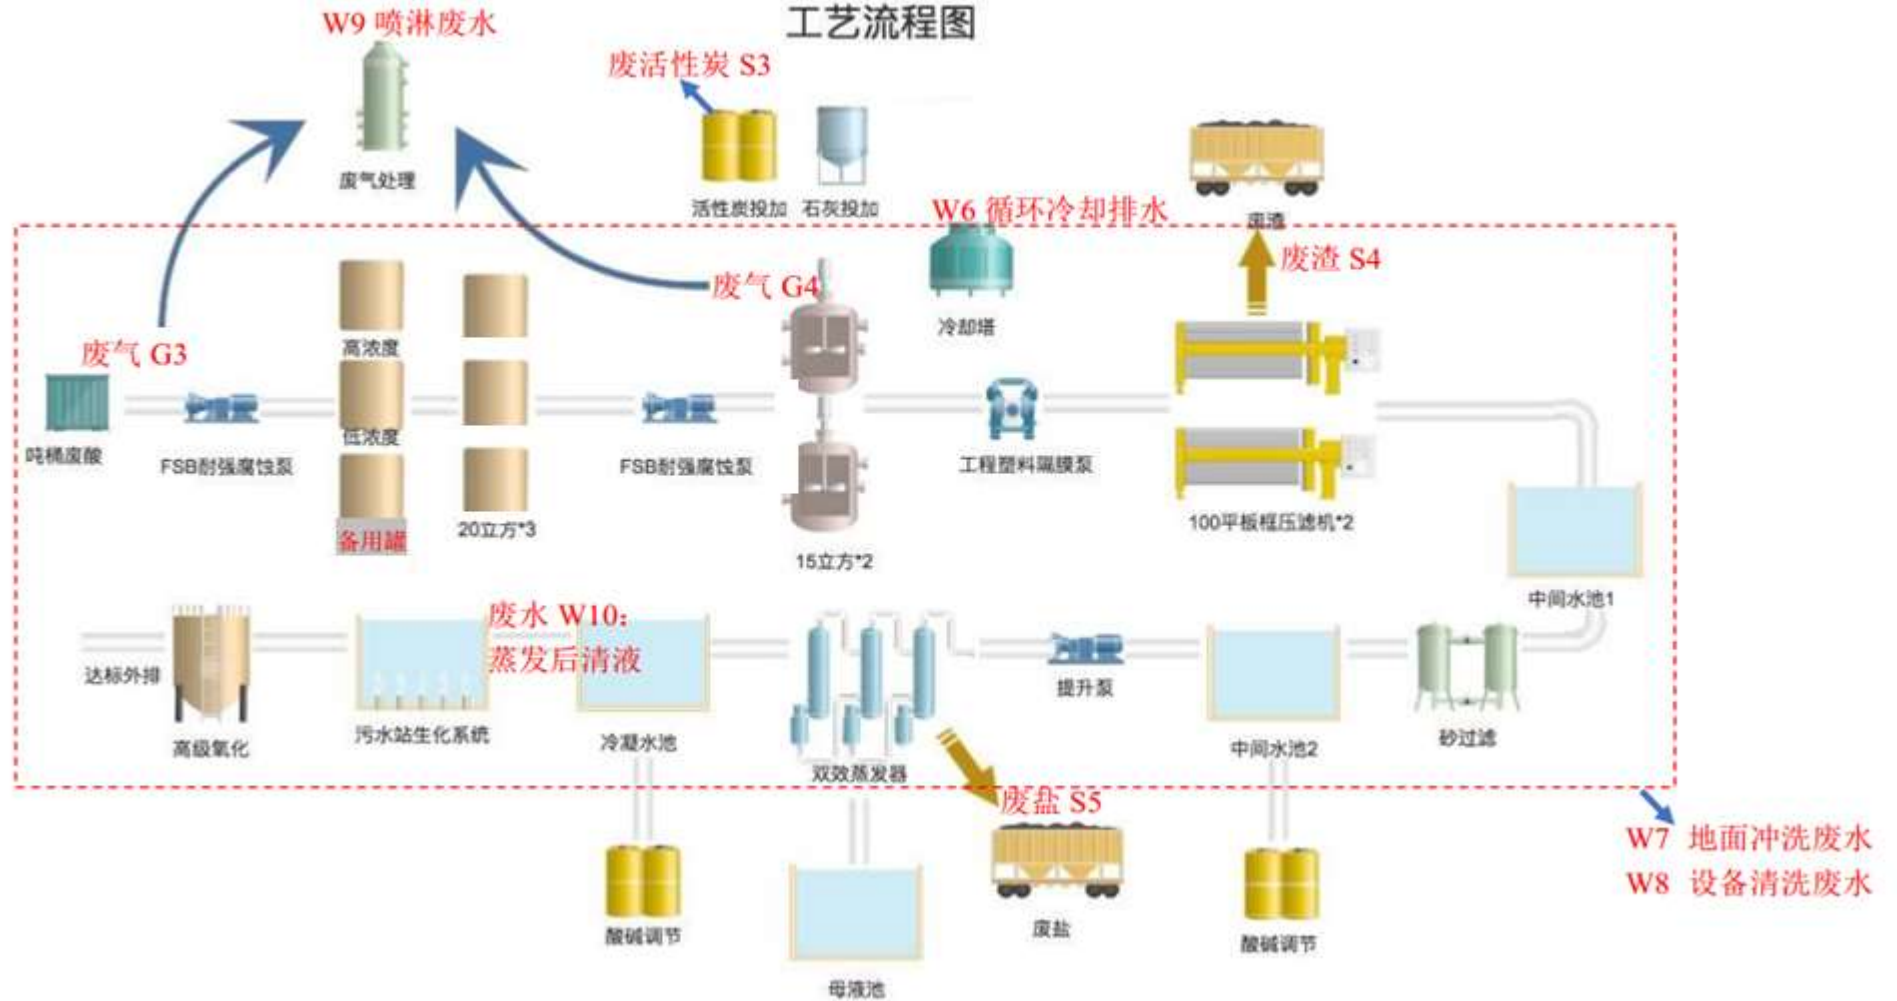 工艺流程图
W9 喷淋废水
废活性炭 S3
废气处理
活性炭投加
石灰投加
W6 循环冷却排水
废渣
废渣 S4
废气 G4
冷却塔
废气 G3
高浓度
低浓度
吨桶废酸
FSB耐强腐蚀泵
备用罐
20立方*3
FSB耐强腐蚀泵
15立方*2
工程塑料隔膜泵
100平板框压滤机*2
中间水池1
废水 W10：
蒸发后清液
达标外排
高级氧化
污水站生化系统
冷凝水池
双效蒸发器
提升泵
中间水池2
砂过滤
废盐 S5
W7 地面冲洗废水
W8 设备清洗废水
酸碱调节
母液池
废盐
酸碱调节